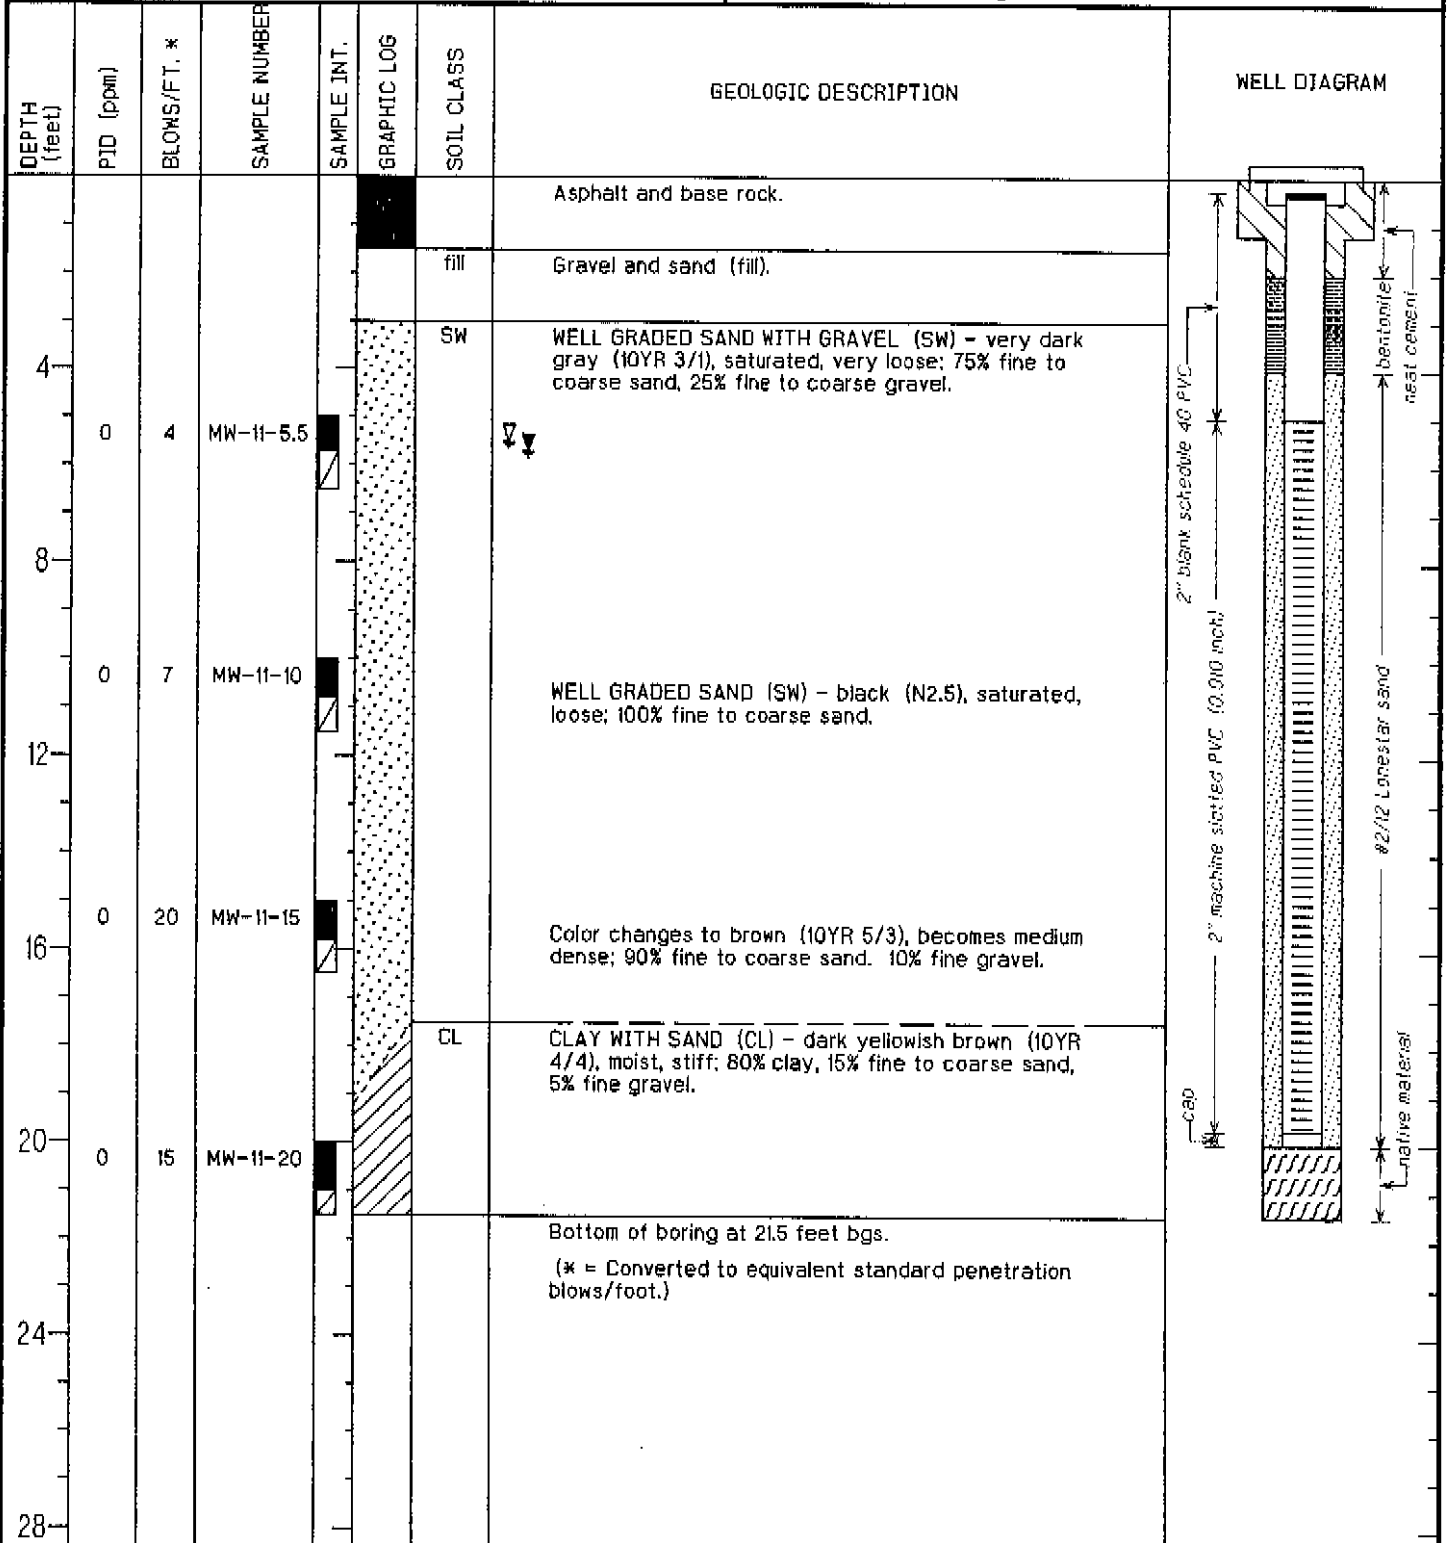 DEPTH (feet)
PID (ppm)
BLOWS/FT. *
SAMPLE NUMBER
SAMPLE INT.
GRAPHIC LOG
SOIL CLASS
GEOLOGIC DESCRIPTION
WELL DIAGRAM
Asphalt and base rock.
fill
Gravel and sand (fill).
SW
WELL GRADED SAND WITH GRAVEL (SW) - very dark
gray (10YR 3/1), saturated, very loose; 75% fine to
coarse sand, 25% fine to coarse gravel.
4
0 4 MW-11-5.5
8
0 7 MW-11-10
WELL GRADED SAND (SW) - black (N2.5), saturated,
loose; 100% fine to coarse sand.
12
0 20 MW-11-15
Color changes to brown (10YR 5/3), becomes medium
dense; 90% fine to coarse sand. 10% fine gravel.
16
CL
CLAY WITH SAND (CL) - dark yellowish brown (10YR
4/4), moist, stiff; 80% clay, 15% fine to coarse sand,
5% fine gravel.
20
0 15 MW-11-20
Bottom of boring at 21.5 feet bgs.
(* = Converted to equivalent standard penetration
blows/foot.)
24
28
2" blank schedule 40 PVC
2" machine slotted PVC (0.010 inch)
cap
bentonite
neat cement
#2/12 Lonestar sand
native material